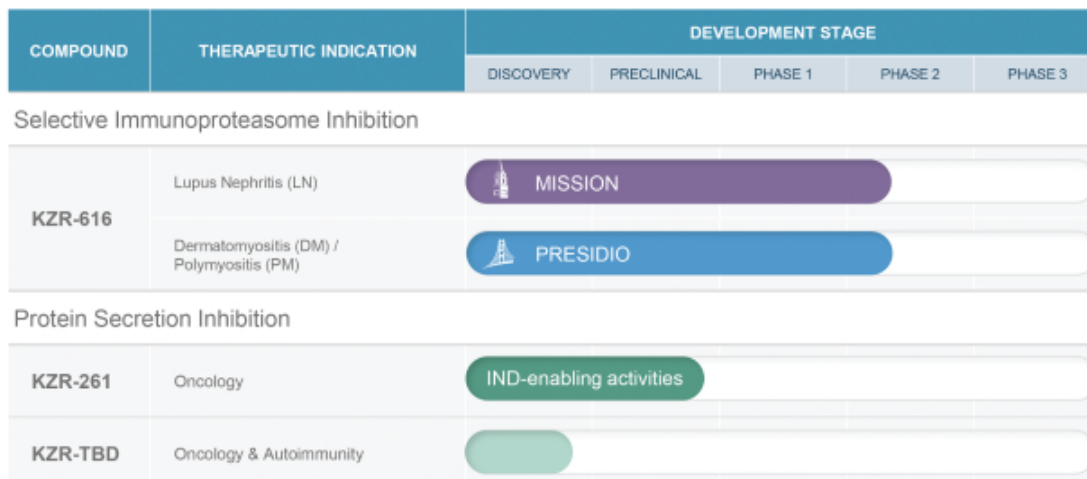 COMPOUND
THERAPEUTIC INDICATION
DEVELOPMENT STAGE
DISCOVERY
PRECLINICAL
PHASE 1
PHASE 2
PHASE 3
Selective Immunoproteasome Inhibition
KZR-616
Lupus Nephritis (LN)
MISSION
Dermatomyositis (DM) /
Polymyositis (PM)
PRESIDIO
Protein Secretion Inhibition
KZR-261
Oncology
IND-enabling activities
KZR-TBD
Oncology & Autoimmunity